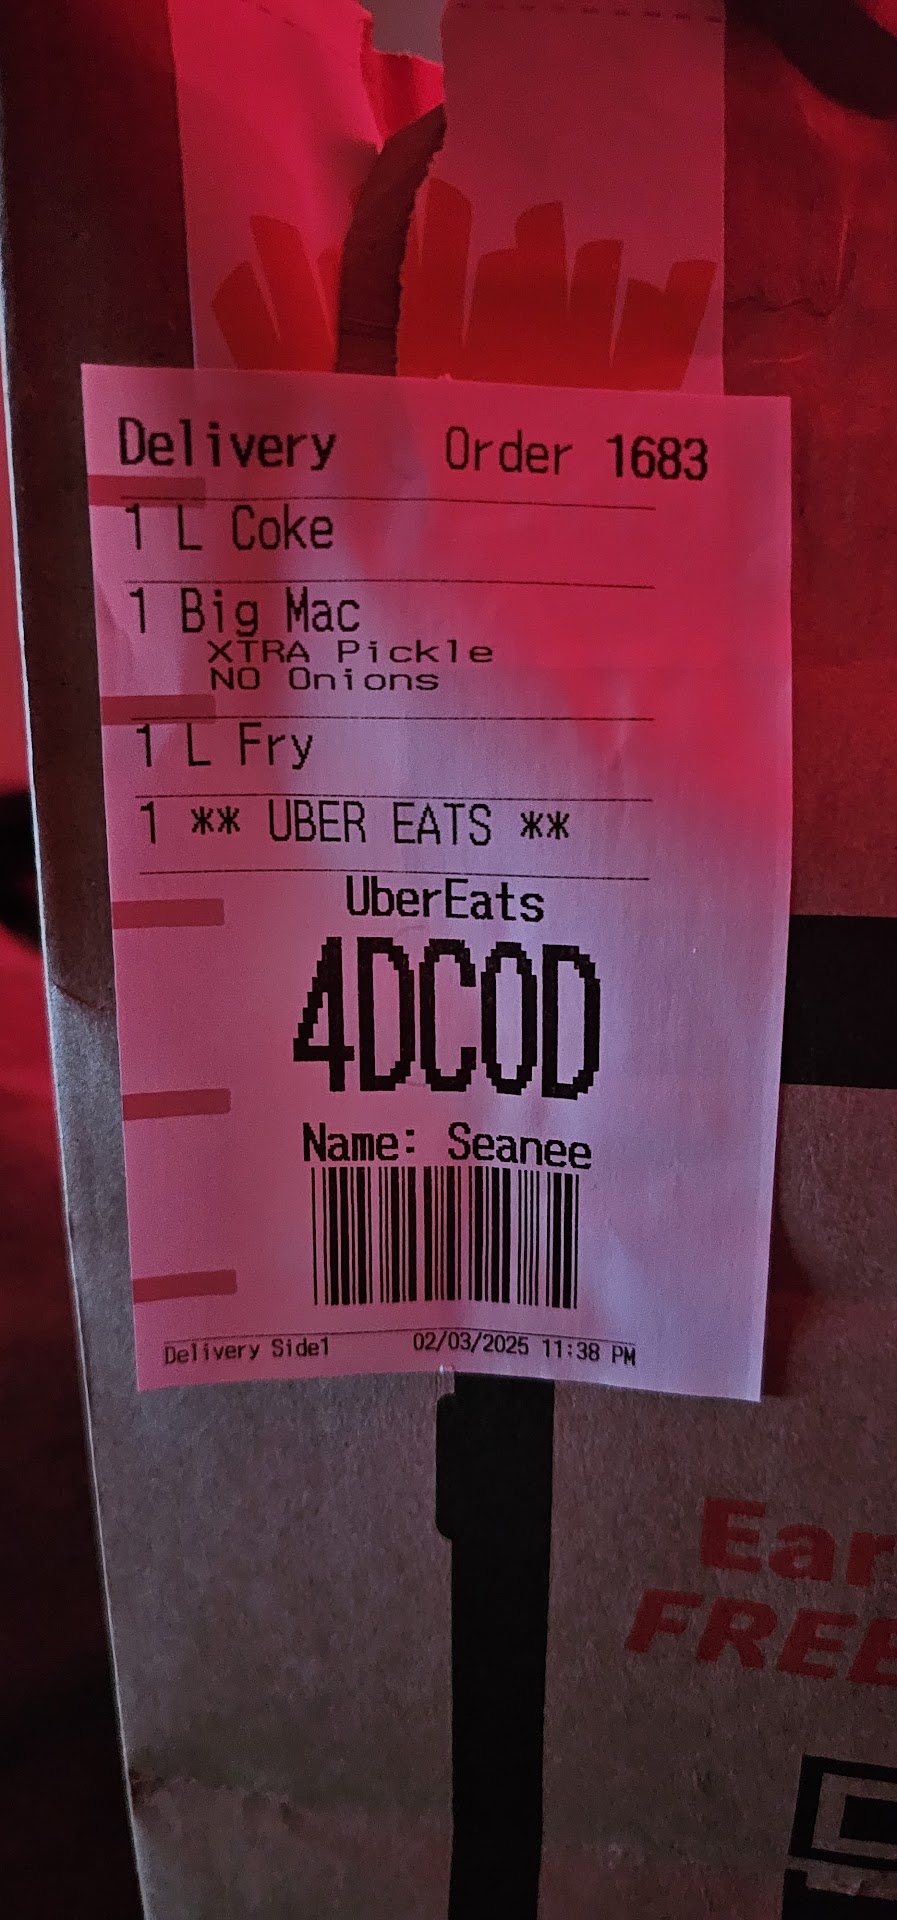 Delivery Order 1683
1 L Coke
1 Big Mac
XTRA Pickle
NO Onions
1 L Fry
1 ** UBER EATS **
UberEats
4DC0D
Name: Seanee
Delivery Side1 02/03/2025 11:38 PM
Ear
FREE